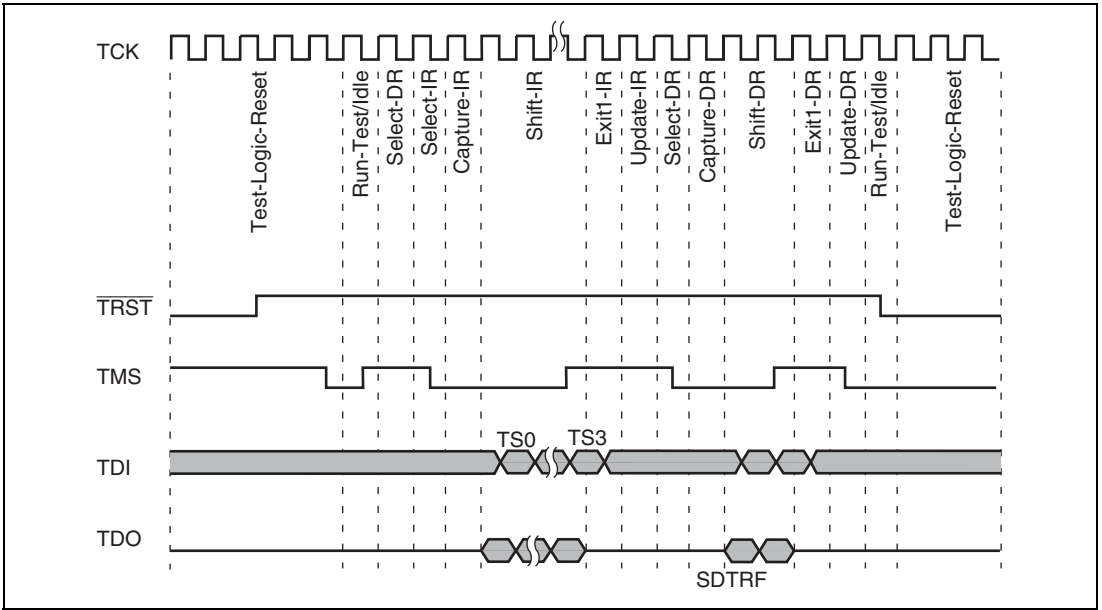 TCK
Test-Logic-Reset
Run-Test/Idle
Select-DR
Select-IR
Capture-IR
Shift-IR
Exit1-IR
Update-IR
Select-DR
Capture-DR
Shift-DR
Exit1-DR
Update-DR
Run-Test/Idle
Test-Logic-Reset
TRST
TMS
TS0 TS3
TDI
TDO
SDTRF